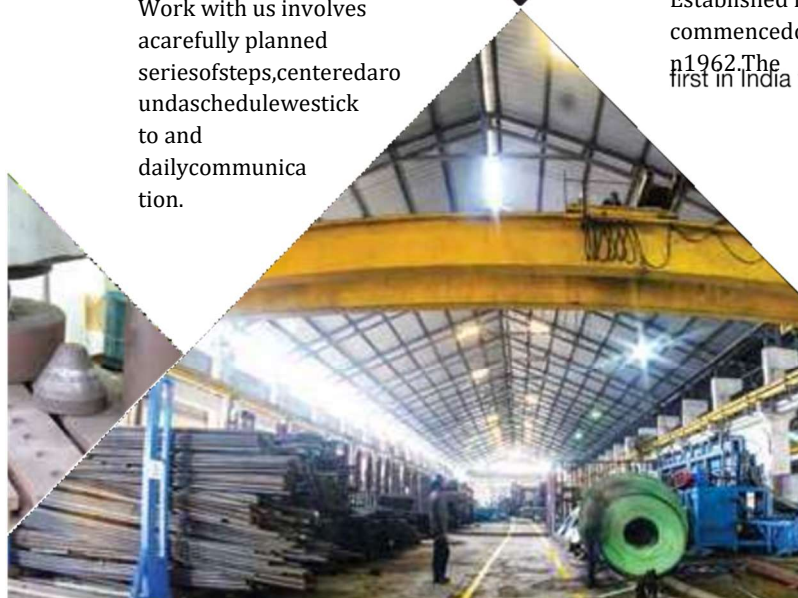 Work with us involves
acarefully planned
seriesofsteps,centeredaro
undaschedulewestick
to and
dailycommunica
tion.
Established
commencedo
n1962.The
first in India